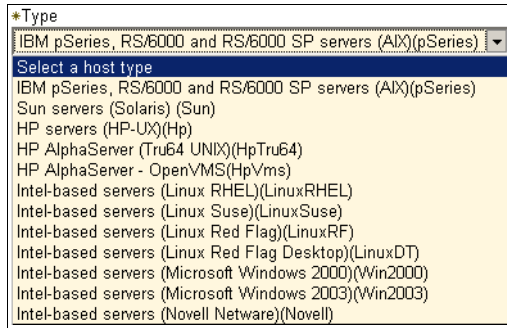 *Type
IBM pSeries, RS/6000 and RS/6000 SP servers (AIX)(pSeries)
Select a host type
IBM pSeries, RS/6000 and RS/6000 SP servers (AIX)(pSeries)
Sun servers (Solaris) (Sun)
HP servers (HP-UX)(Hp)
HP AlphaServer (Tru64 UNIX)(HpTru64)
HP AlphaServer - OpenVMS(HpVms)
Intel-based servers (Linux RHEL)(LinuxRHEL)
Intel-based servers (Linux Suse)(LinuxSuse)
Intel-based servers (Linux Red Flag)(LinuxRF)
Intel-based servers (Linux Red Flag Desktop)(LinuxDT)
Intel-based servers (Microsoft Windows 2000)(Win2000)
Intel-based servers (Microsoft Windows 2003)(Win2003)
Intel-based servers (Novell Netware)(Novell)